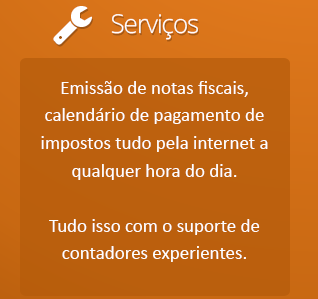 Serviços
Emissão de notas fiscais,
calendário de pagamento de
impostos tudo pela internet a
qualquer hora do dia.
Tudo isso com o suporte de
contadores experientes.